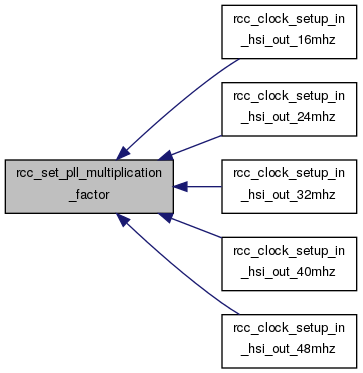 rcc_clock_setup_in
_hsi_out_16mhz
rcc_clock_setup_in
_hsi_out_24mhz
rcc_set_pll_multiplication
_factor
rcc_clock_setup_in
_hsi_out_32mhz
rcc_clock_setup_in
_hsi_out_40mhz
rcc_clock_setup_in
_hsi_out_48mhz